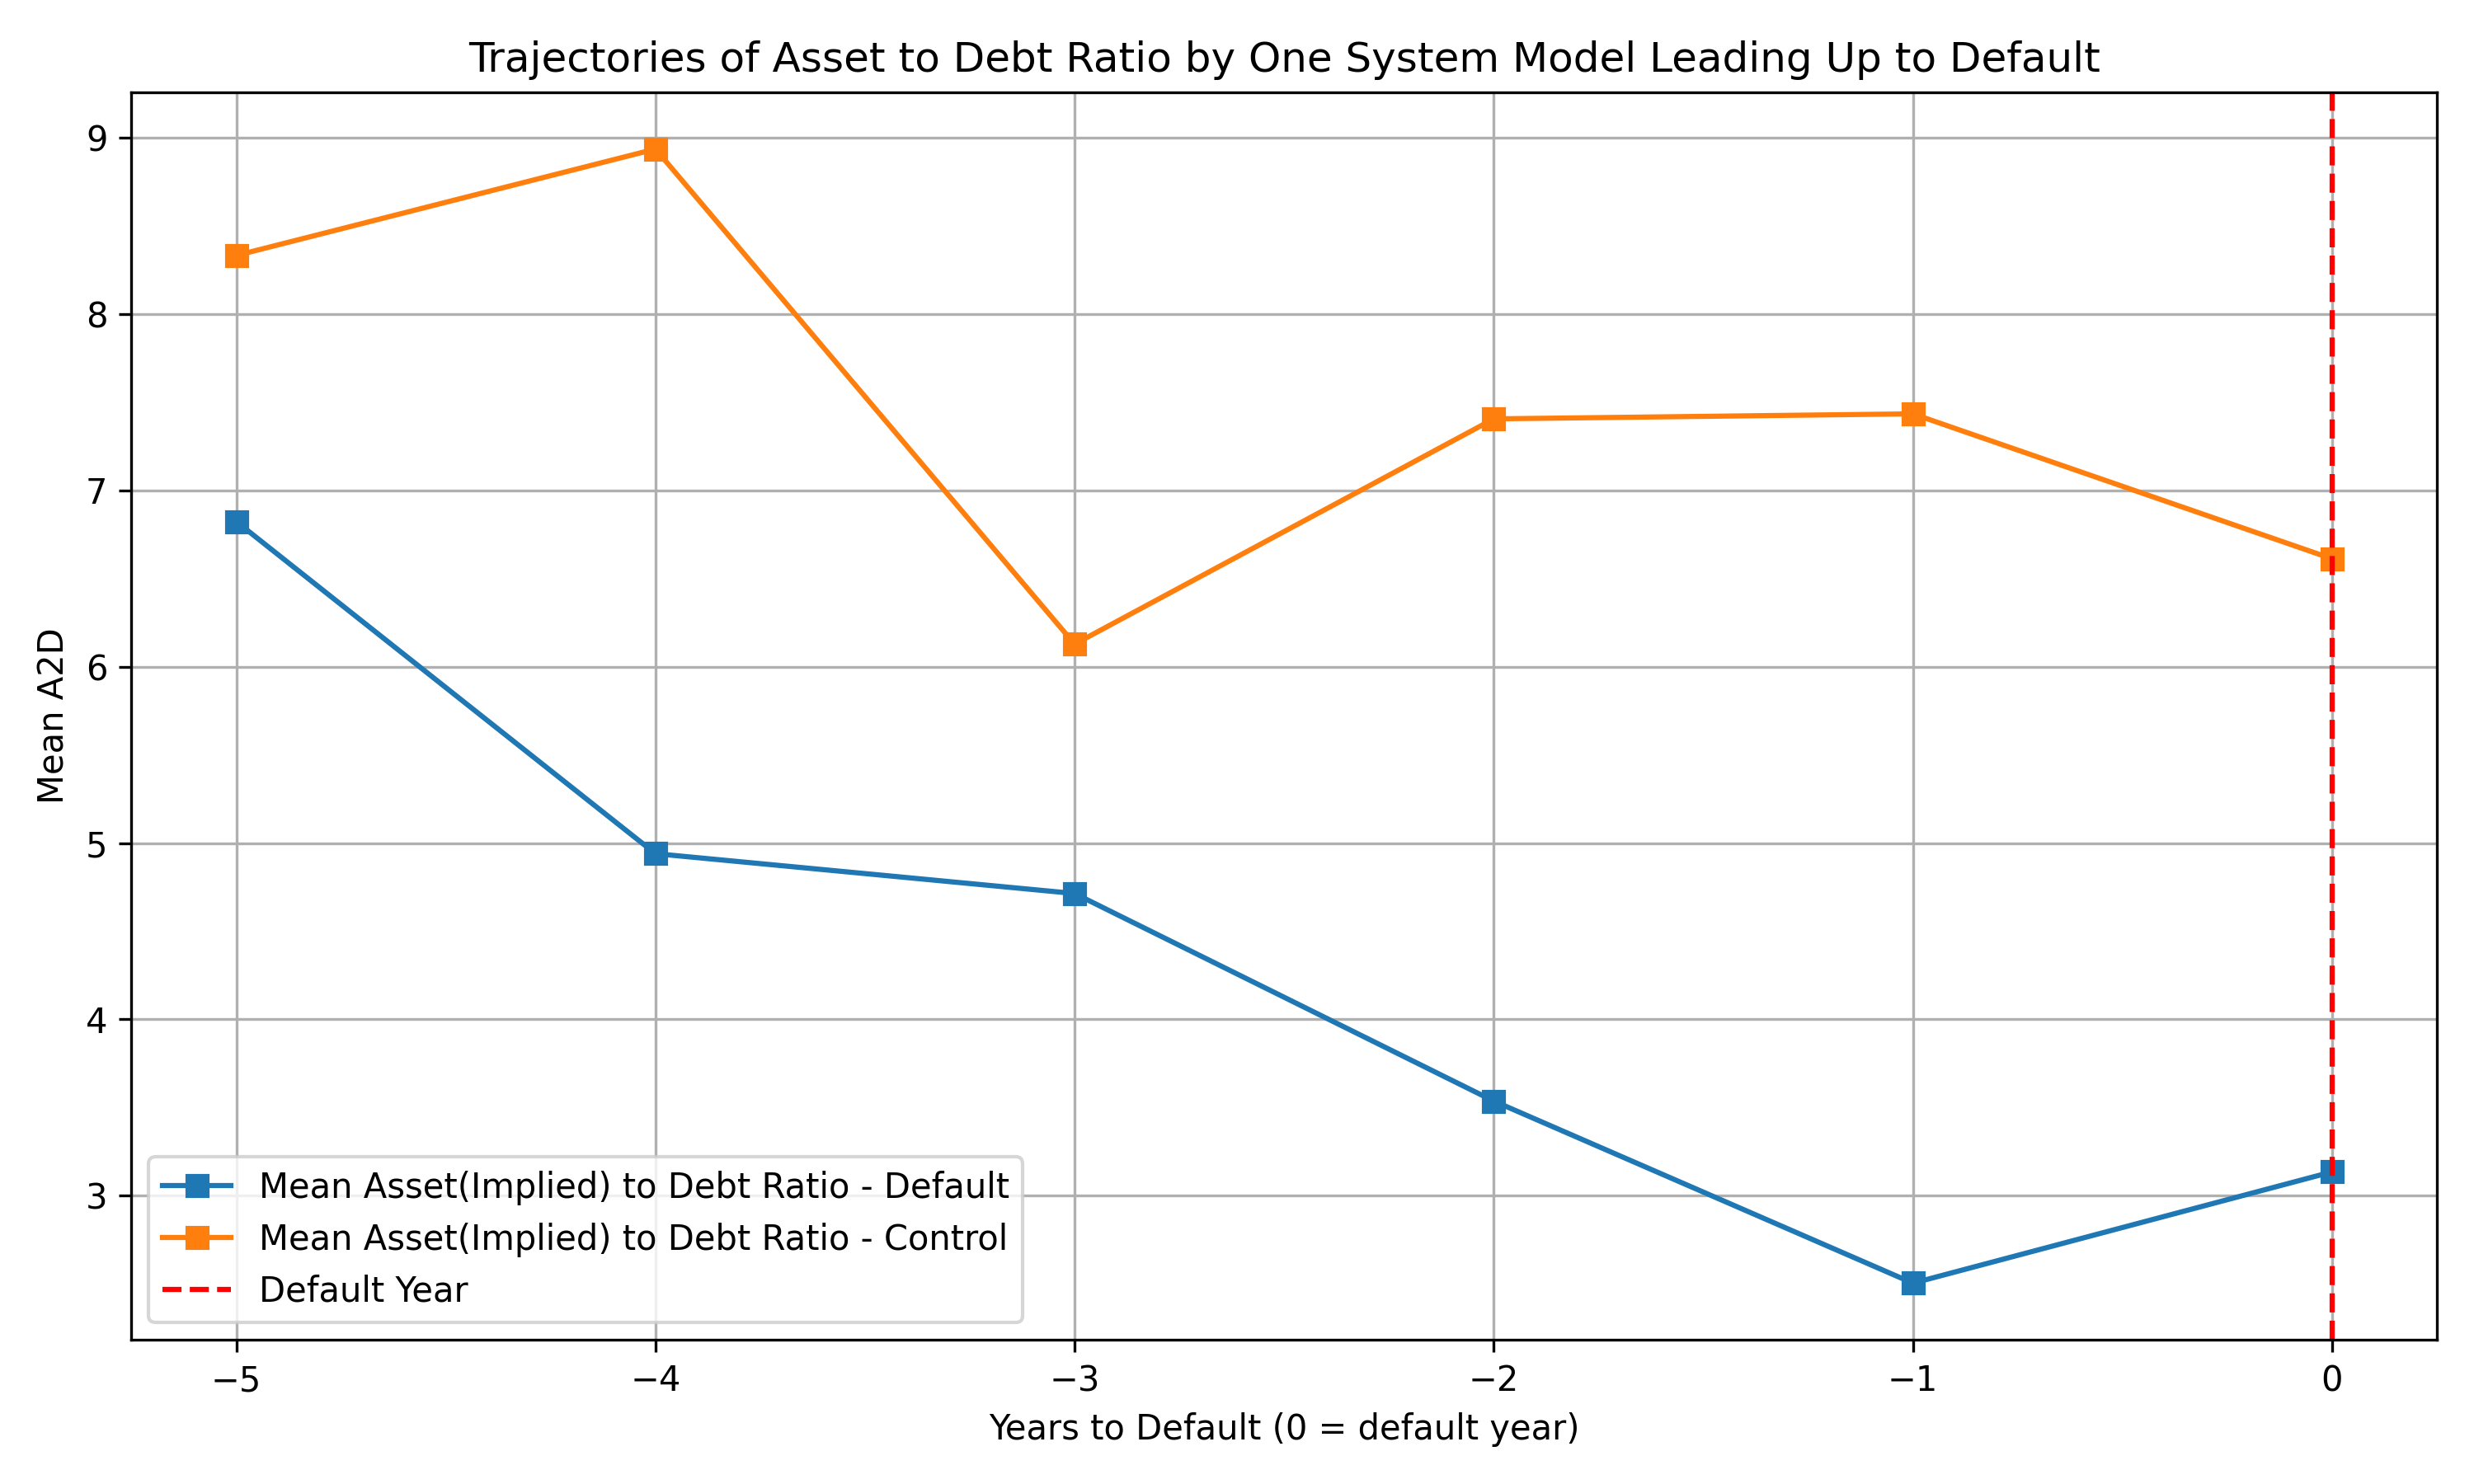 Trajectories of Asset to Debt Ratio by One System Model Leading Up to Default
Mean A2D
9
8
7
6
5
4
3
Mean Asset(Implied) to Debt Ratio - Default
Mean Asset(Implied) to Debt Ratio - Control
Default Year
−5 −4 −3 −2 −1 0
Years to Default (0 = default year)